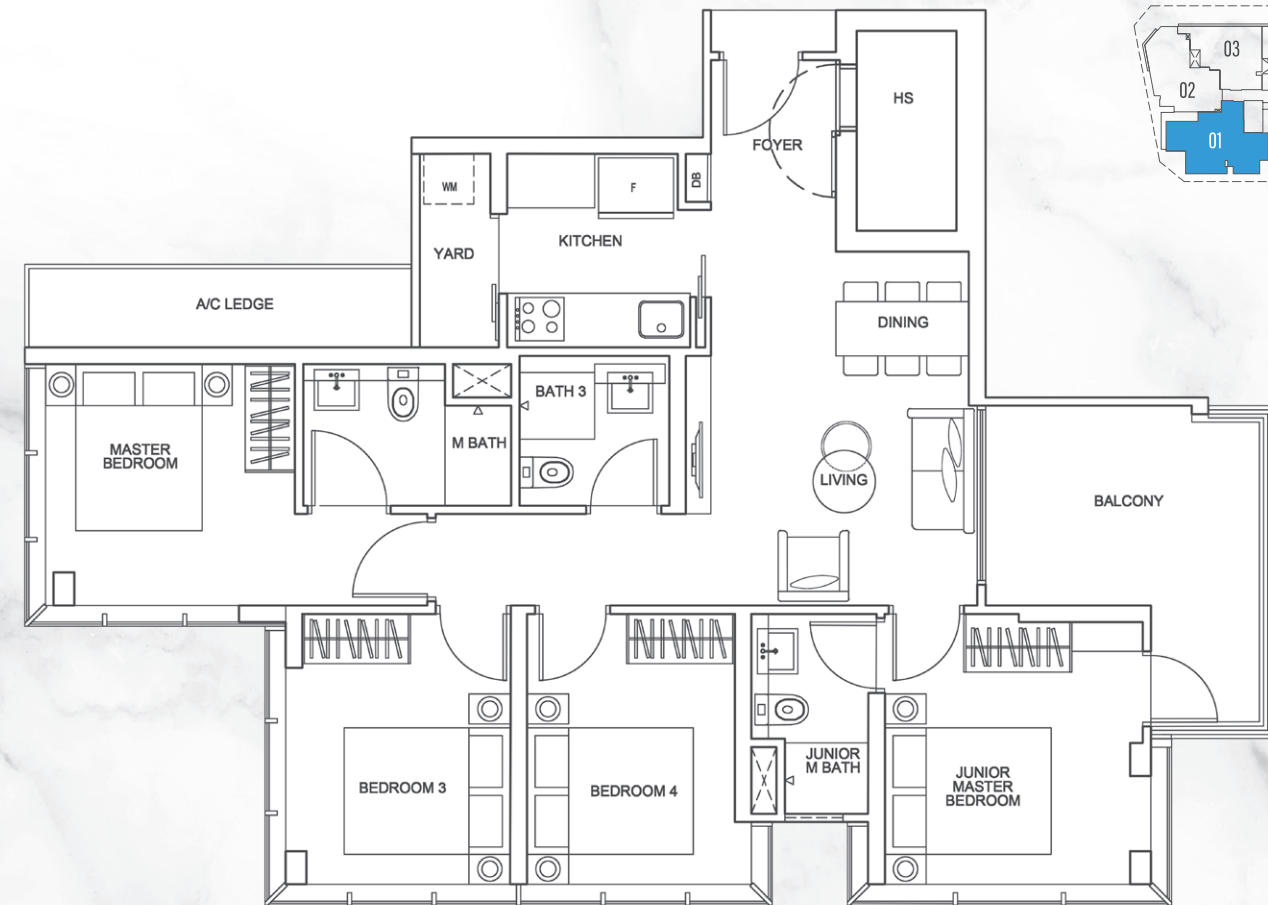 03
02
01
HS
FOYER
WM
F
DB
KITCHEN
YARD
A/C LEDGE
DINING
BATH 3
M BATH
MASTER
BEDROOM
LIVING
BALCONY
BEDROOM 3
BEDROOM 4
JUNIOR
M BATH
JUNIOR
MASTER
BEDROOM